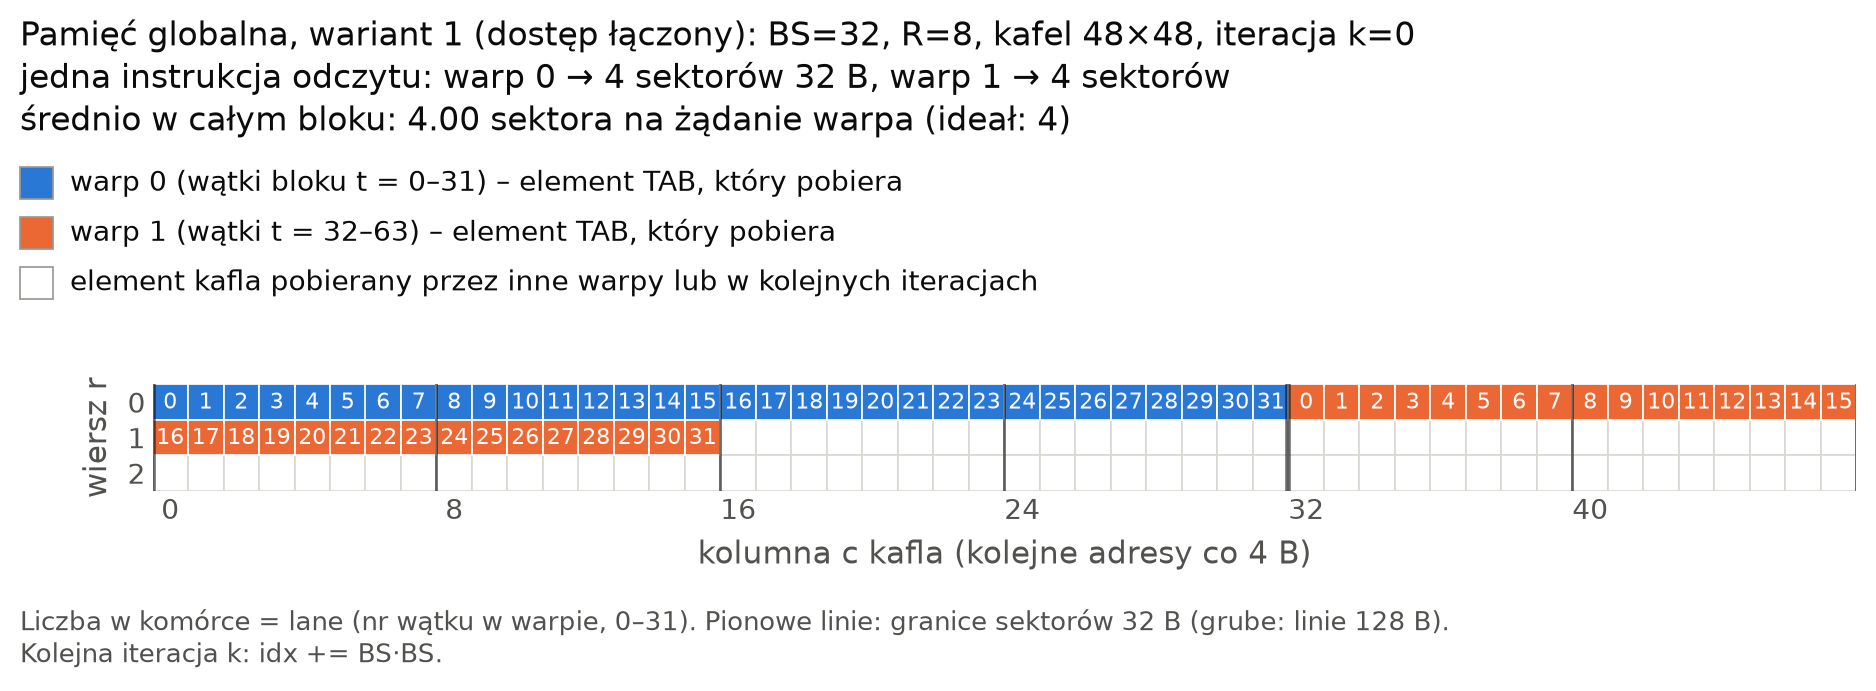 Pamięć globalna, wariant 1 (dostęp łączony): BS=32, R=8, kafel 48×48, iteracja k=0
jedna instrukcja odczytu: warp 0 → 4 sektorów 32 B, warp 1 → 4 sektorów
średnio w całym bloku: 4.00 sektora na żądanie warpa (ideał: 4)
warp 0 (wątki bloku t = 0–31) – element TAB, który pobiera
warp 1 (wątki t = 32–63) – element TAB, który pobiera
element kafla pobierany przez inne warpy lub w kolejnych iteracjach
wiersz r
0 0 1 2 3 4 5 6 7 8 9 10 11 12 13 14 15 16 17 18 19 20 21 22 23 24 25 26 27 28 29 30 31 0 1 2 3 4 5 6 7 8 9 10 11 12 13 14 15
1 16 17 18 19 20 21 22 23 24 25 26 27 28 29 30 31
2
0 8 16 24 32 40
kolumna c kafla (kolejne adresy co 4 B)
Liczba w komórce = lane (nr wątku w warpie, 0–31). Pionowe linie: granice sektorów 32 B (grube: linie 128 B).
Kolejna iteracja k: idx += BS·BS.